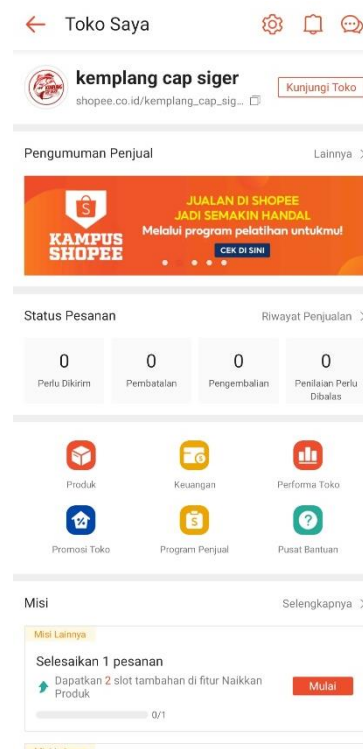 Toko Saya
kemplang cap siger
shopee.co.id/kemplang_cap_sig...
Kunjungi Toko
Pengumuman Penjual
Lainnya
S
KAMPUS
SHOPEE
JUALAN DI SHOPEE
JADI SEMAKIN HANDAL
Melalui program pelatihan untukmu!
CEK DI SINI
Status Pesanan
Riwayat Penjualan
0
0
0
0
Perlu Dikirim
Pembatalan
Pengembalian
Penilaian Perlu
Dibalas
Produk
Keuangan
Performa Toko
Promosi Toko
Program Penjual
Pusat Bantuan
Misi
Selengkapnya
Misi Lainnya
Selesaikan 1 pesanan
Dapatkan 2 slot tambahan di fitur Naikkan
Produk
Mulai
0/1